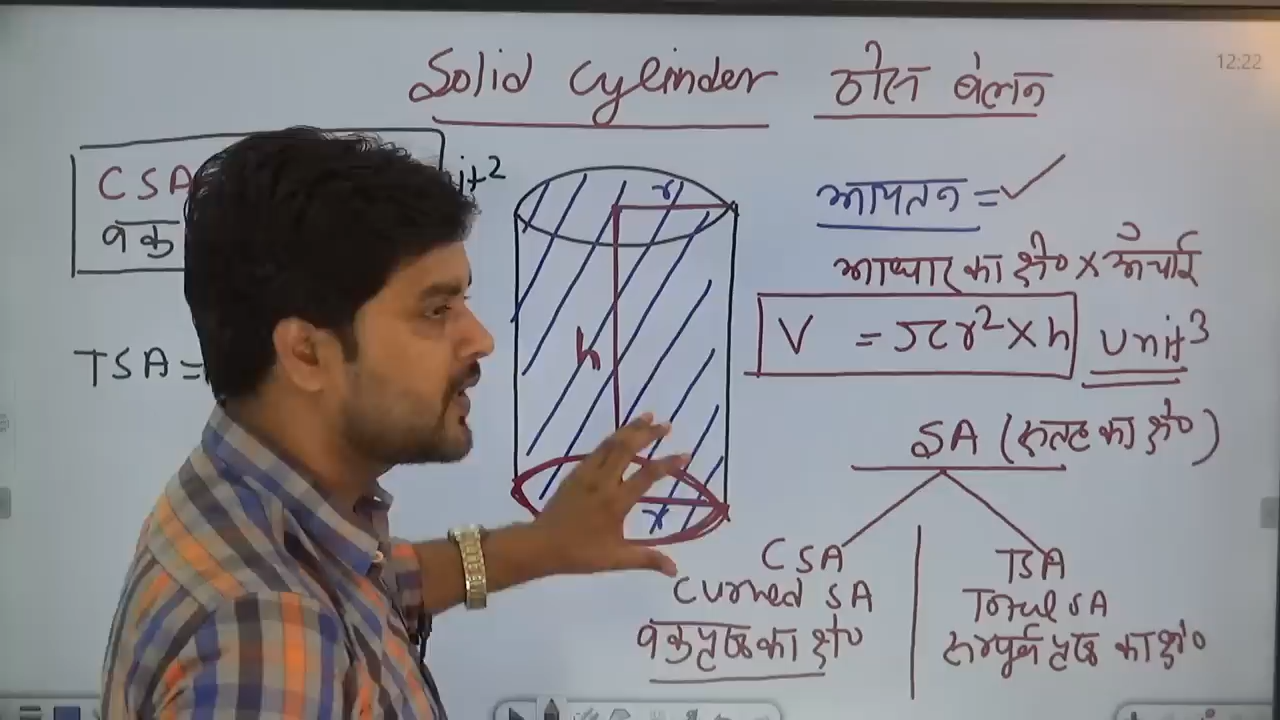 Solid Cylinder ठोस बेलन
12:22
CSA
वक्र
it²
TSA =
r
h
r
आयतन = ✓
आधार का क्षे० × ऊँचाई
V = πr² × h unit³
SA (सतह का क्षे०)
CSA
Curved SA
वक्रपृष्ठ का क्षे०
TSA
Total SA
सम्पूर्ण पृष्ठ का क्षे०